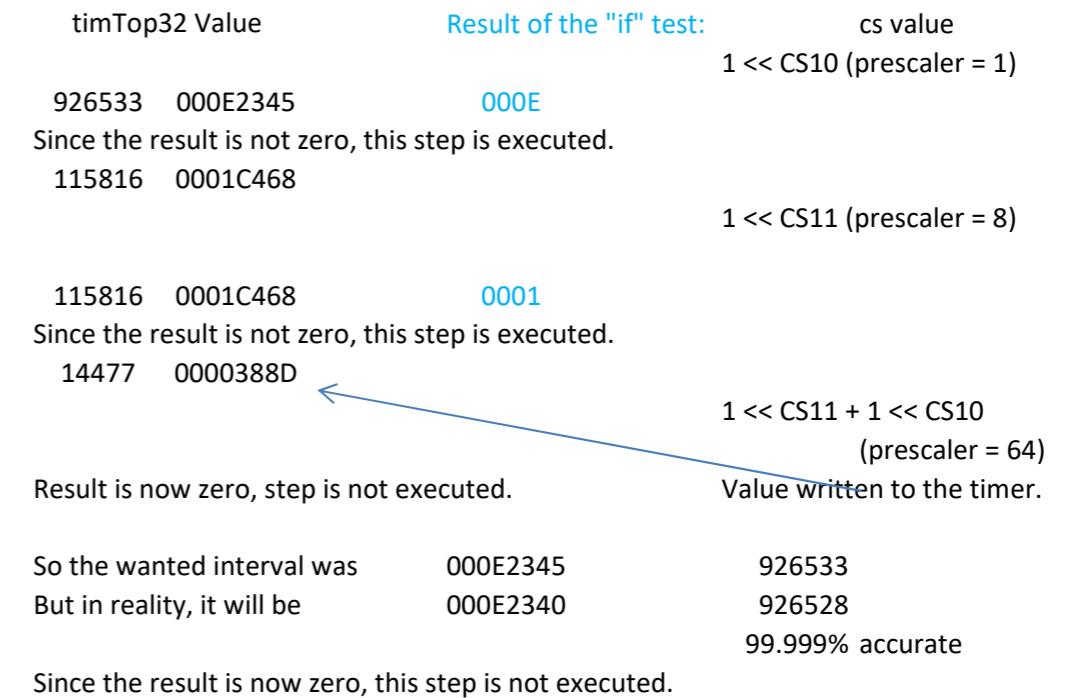 timTop32 Value Result of the "if" test: cs value
1 << CS10 (prescaler = 1)
926533 000E2345 000E
Since the result is not zero, this step is executed.
115816 0001C468
1 << CS11 (prescaler = 8)
115816 0001C468 0001
Since the result is not zero, this step is executed.
14477 0000388D
1 << CS11 + 1 << CS10
(prescaler = 64)
Result is now zero, step is not executed. Value written to the timer.
So the wanted interval was 000E2345 926533
But in reality, it will be 000E2340 926528
99.999% accurate
Since the result is now zero, this step is not executed.